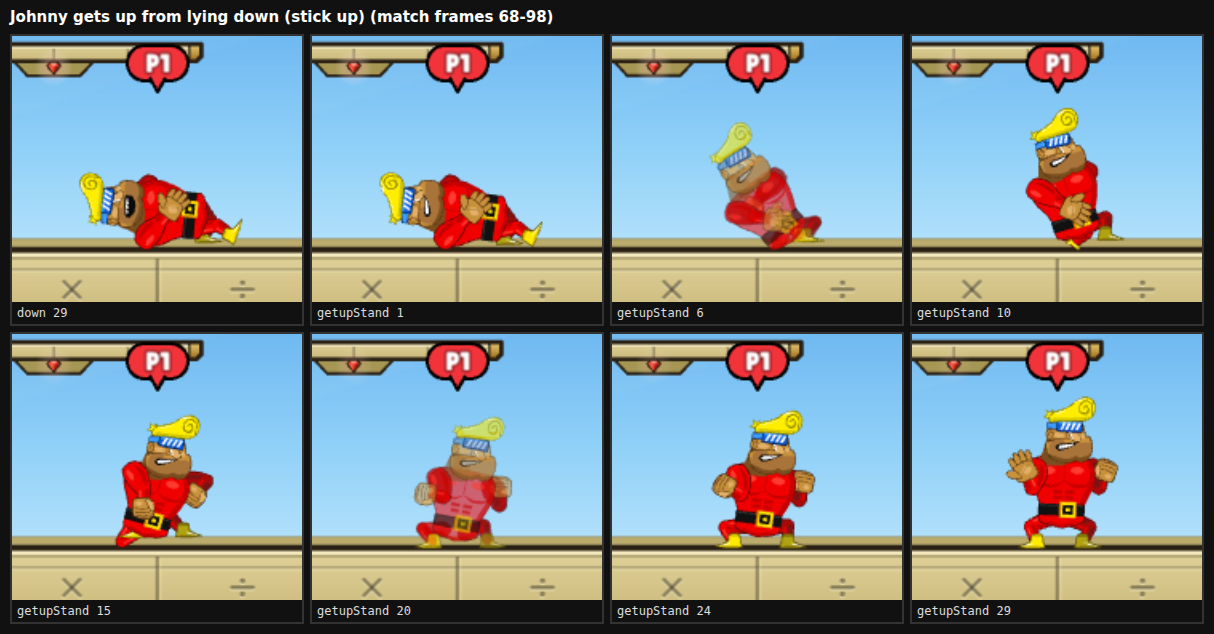 Johnny gets up from lying down (stick up) (match frames 68-98)
P1 P1 P1 P1
× ÷ × ÷ × ÷ × ÷
down 29 getupStand 1 getupStand 6 getupStand 10
P1 P1 P1 P1
× ÷ × ÷ × ÷ × ÷
getupStand 15 getupStand 20 getupStand 24 getupStand 29